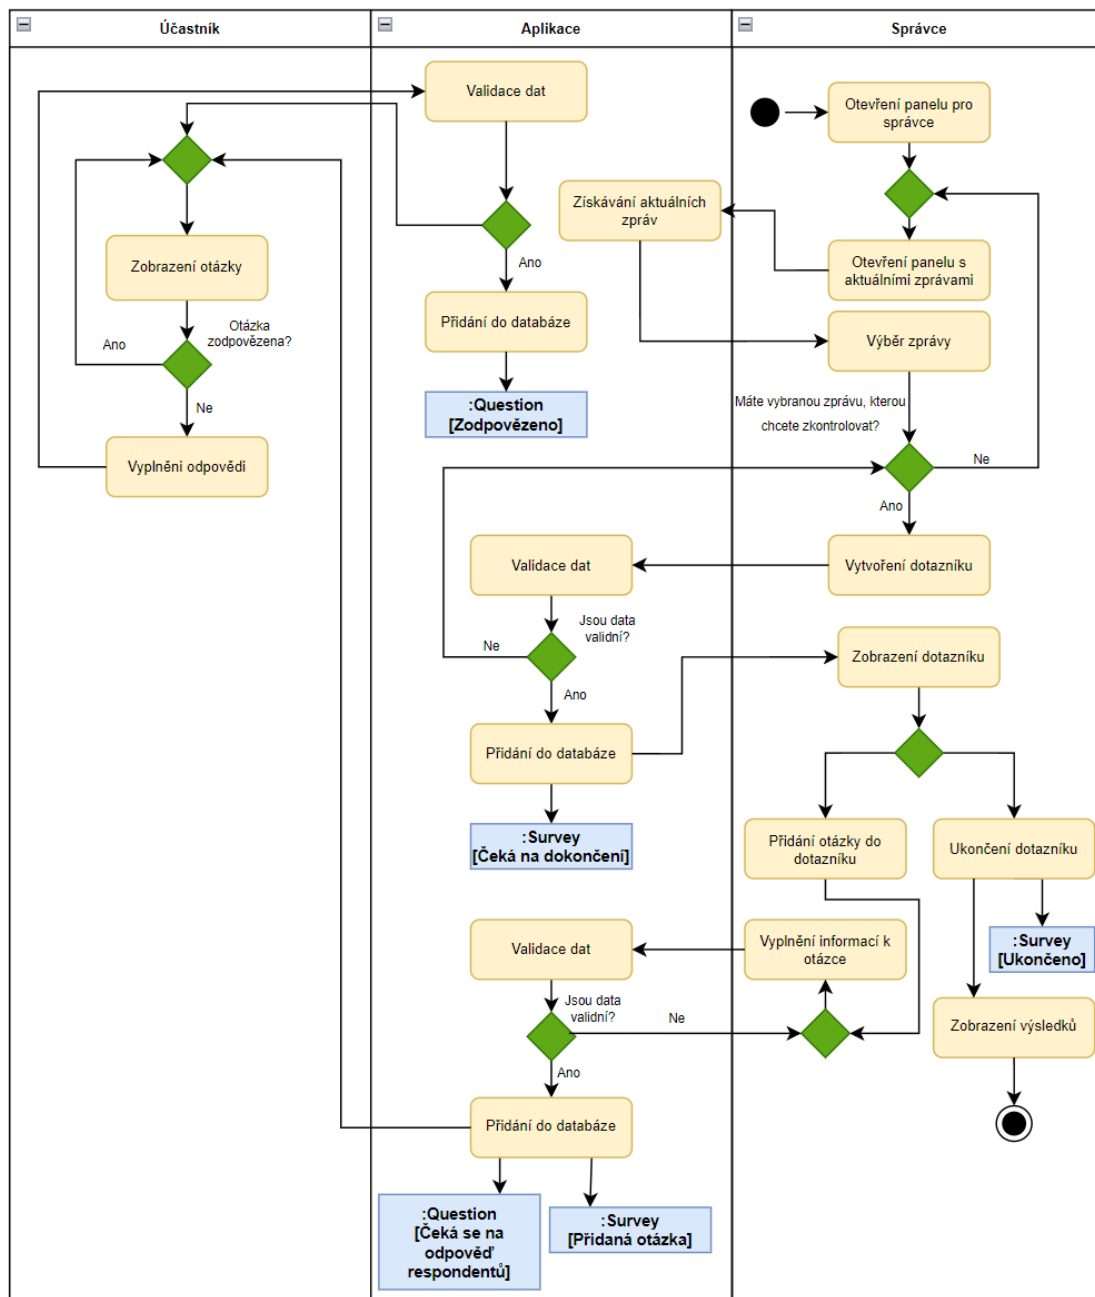 Účastník
Aplikace
Správce
Validace dat
Otevření panelu pro
správce
Získávání aktuálních
zpráv
Zobrazení otázky
Ano
Otevření panelu s
aktuálními zprávami
Přidání do databáze
Otázka
zodpovězena?
Ano
Výběr zprávy
:Question
[Zodpovězeno]
Máte vybranou zprávu, kterou
chcete zkontrolovat?
Ne
Vyplnění odpovědi
Ne
Ano
Validace dat
Vytvoření dotazníku
Jsou data
validní?
Ne
Zobrazení dotazníku
Ano
Přidání do databáze
:Survey
[Čeká na dokončení]
Přidání otázky do
dotazníku
Ukončení dotazníku
Validace dat
Vyplnění informací k
otázce
:Survey
[Ukončeno]
Jsou data
validní?
Ne
Zobrazení výsledků
Ano
Přidání do databáze
:Question
[Čeká se na
odpověď
respondentů]
:Survey
[Přidaná otázka]